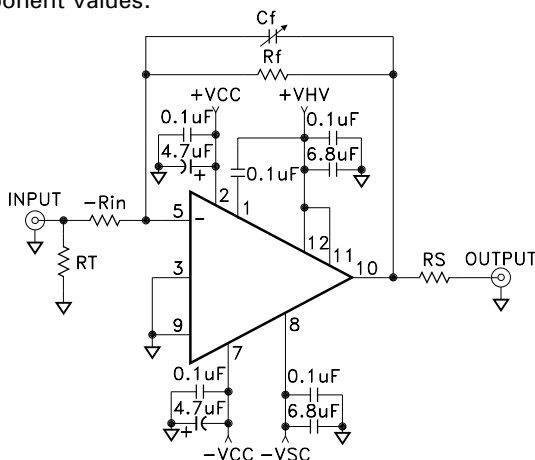 ponent values.
Cf
Rf
+VCC
+VHV
0.1uF
0.1uF
4.7uF
+
0.1uF
6.8uF
INPUT
-Rin
5
-
2
1
12
11
RT
3
10
RS
OUTPUT
9
7
8
0.1uF
0.1uF
4.7uF
+
6.8uF
-VCC
-VSC